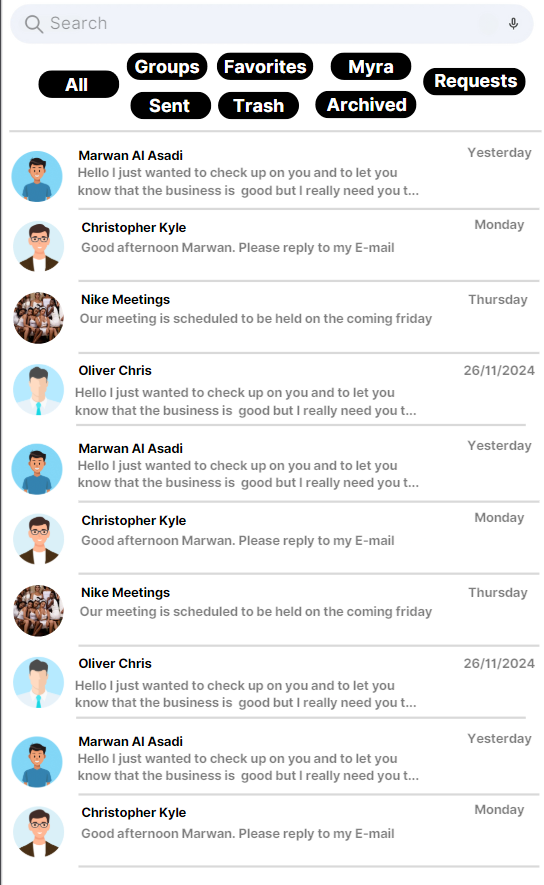 Search
All
Groups
Favorites
Myra
Requests
Sent
Trash
Archived
Marwan Al Asadi
Yesterday
Hello I just wanted to check up on you and to let you
know that the business is good but I really need you t...
Christopher Kyle
Monday
Good afternoon Marwan. Please reply to my E-mail
Nike Meetings
Thursday
Our meeting is scheduled to be held on the coming friday
Oliver Chris
26/11/2024
Hello I just wanted to check up on you and to let you
know that the business is good but I really need you t...
Marwan Al Asadi
Yesterday
Hello I just wanted to check up on you and to let you
know that the business is good but I really need you t...
Christopher Kyle
Monday
Good afternoon Marwan. Please reply to my E-mail
Nike Meetings
Thursday
Our meeting is scheduled to be held on the coming friday
Oliver Chris
26/11/2024
Hello I just wanted to check up on you and to let you
know that the business is good but I really need you t...
Marwan Al Asadi
Yesterday
Hello I just wanted to check up on you and to let you
know that the business is good but I really need you t...
Christopher Kyle
Monday
Good afternoon Marwan. Please reply to my E-mail